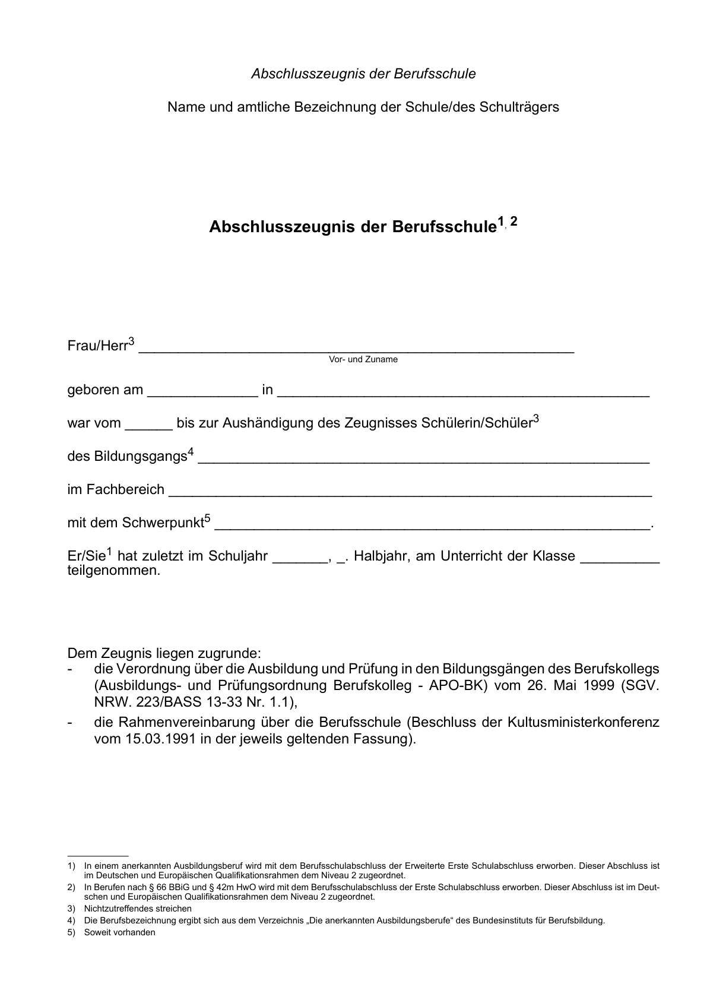 Abschlusszeugnis der Berufsschule
Name und amtliche Bezeichnung der Schule/des Schulträgers
Abschlusszeugnis der Berufsschule1, 2
Frau/Herr3 _______________________________________________________
Vor- und Zuname
geboren am ______________ in _______________________________________________
war vom ______ bis zur Aushändigung des Zeugnisses Schülerin/Schüler3
des Bildungsgangs4 _________________________________________________________
im Fachbereich _____________________________________________________________
mit dem Schwerpunkt5 _______________________________________________________.
Er/Sie1 hat zuletzt im Schuljahr _______, _. Halbjahr, am Unterricht der Klasse __________
teilgenommen.
Dem Zeugnis liegen zugrunde:
- die Verordnung über die Ausbildung und Prüfung in den Bildungsgängen des Berufskollegs
(Ausbildungs- und Prüfungsordnung Berufskolleg - APO-BK) vom 26. Mai 1999 (SGV.
NRW. 223/BASS 13-33 Nr. 1.1),
- die Rahmenvereinbarung über die Berufsschule (Beschluss der Kultusministerkonferenz
vom 15.03.1991 in der jeweils geltenden Fassung).
1) In einem anerkannten Ausbildungsberuf wird mit dem Berufsschulabschluss der Erweiterte Erste Schulabschluss erworben. Dieser Abschluss ist
im Deutschen und Europäischen Qualifikationsrahmen dem Niveau 2 zugeordnet.
2) In Berufen nach § 66 BBiG und § 42m HwO wird mit dem Berufsschulabschluss der Erste Schulabschluss erworben. Dieser Abschluss ist im Deut-
schen und Europäischen Qualifikationsrahmen dem Niveau 2 zugeordnet.
3) Nichtzutreffendes streichen
4) Die Berufsbezeichnung ergibt sich aus dem Verzeichnis „Die anerkannten Ausbildungsberufe“ des Bundesinstituts für Berufsbildung.
5) Soweit vorhanden